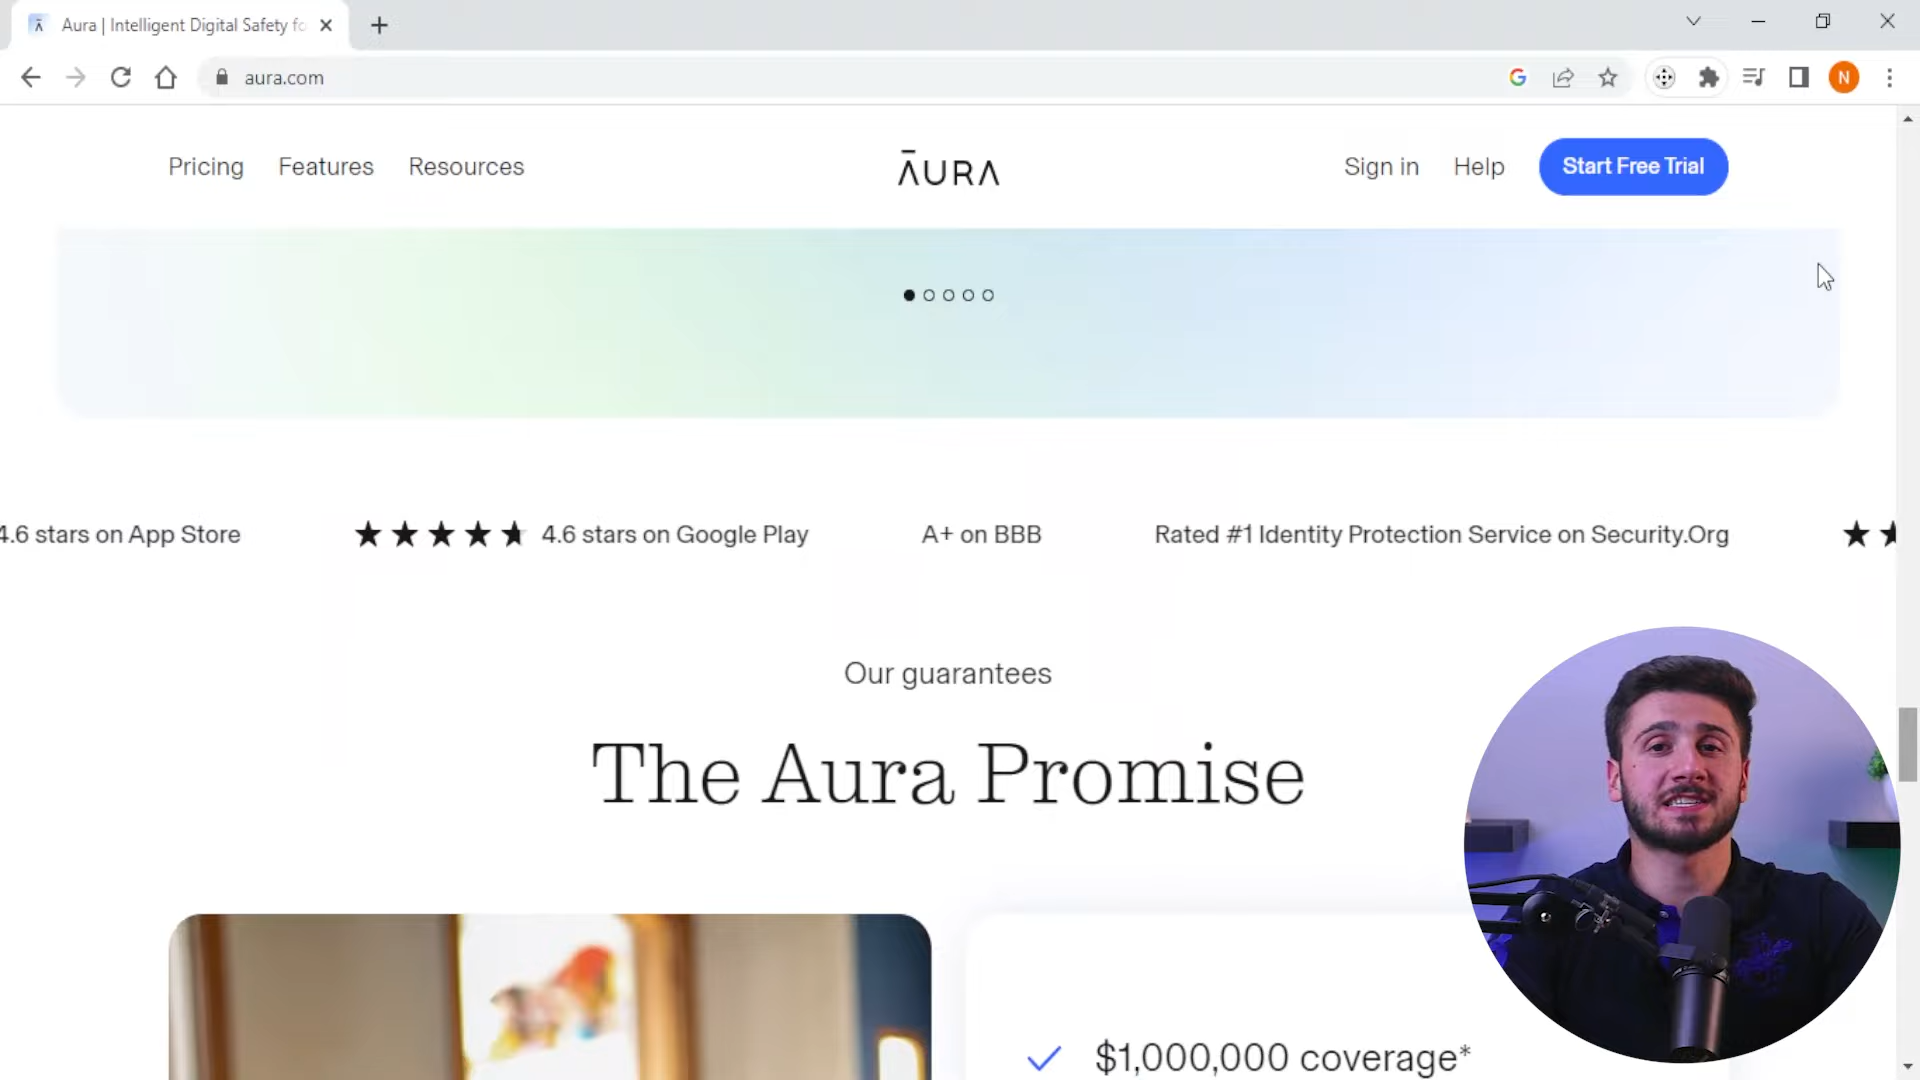 Aura | Intelligent Digital Safety fo
aura.com
N
Pricing Features Resources
ĀURA
Sign in Help Start Free Trial
4.6 stars on App Store 4.6 stars on Google Play A+ on BBB Rated #1 Identity Protection Service on Security.Org
Our guarantees
The Aura Promise
$1,000,000 coverage*